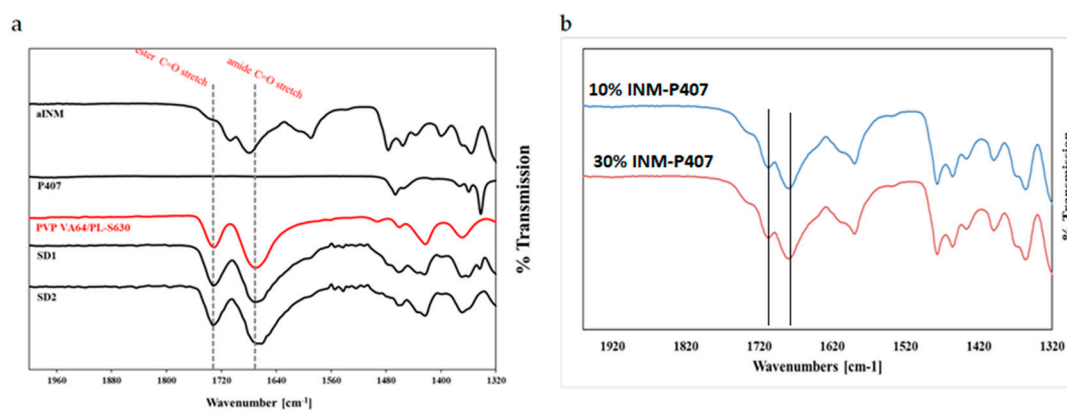 a
ester C=O stretch
amide C=O stretch
aINM
P407
PVP VA64/PL-S630
SD1
SD2
% Transmission
1960 1880 1800 1720 1640 1560 1480 1400 1320
Wavenumber [cm-1]
b
10% INM-P407
30% INM-P407
% Transmission
1920 1820 1720 1620 1520 1420 1320
Wavenumbers [cm-1]